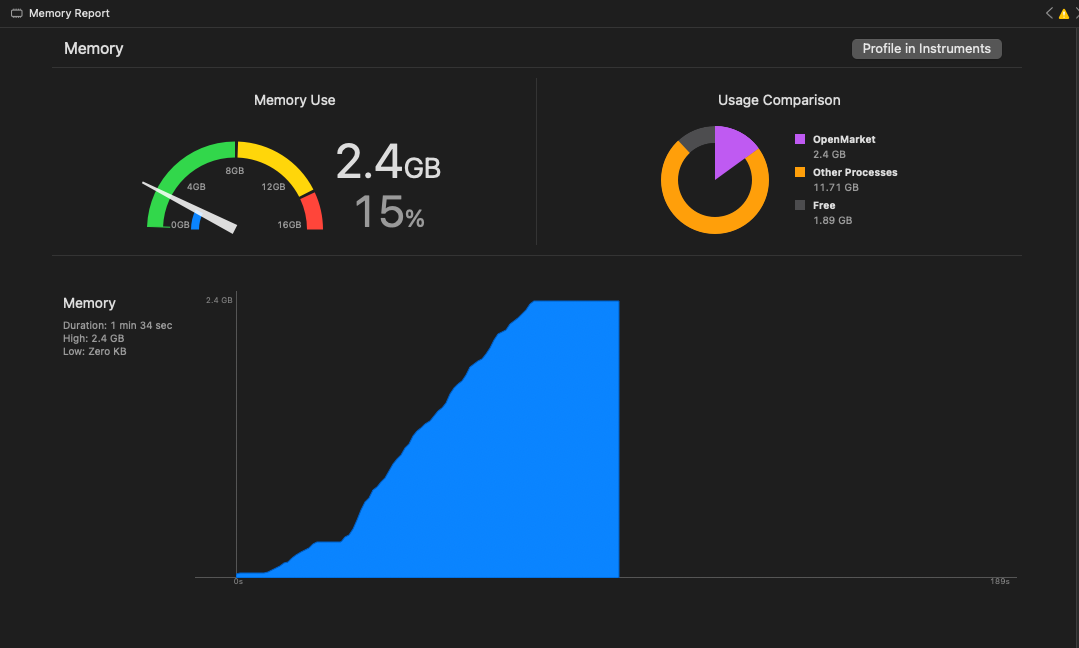 Memory Report
Memory
Profile in Instruments
Memory Use
0GB
4GB
8GB
12GB
16GB
2.4GB
15%
Usage Comparison
OpenMarket
2.4 GB
Other Processes
11.71 GB
Free
1.89 GB
Memory
Duration: 1 min 34 sec
High: 2.4 GB
Low: Zero KB
2.4 GB
0s
189s